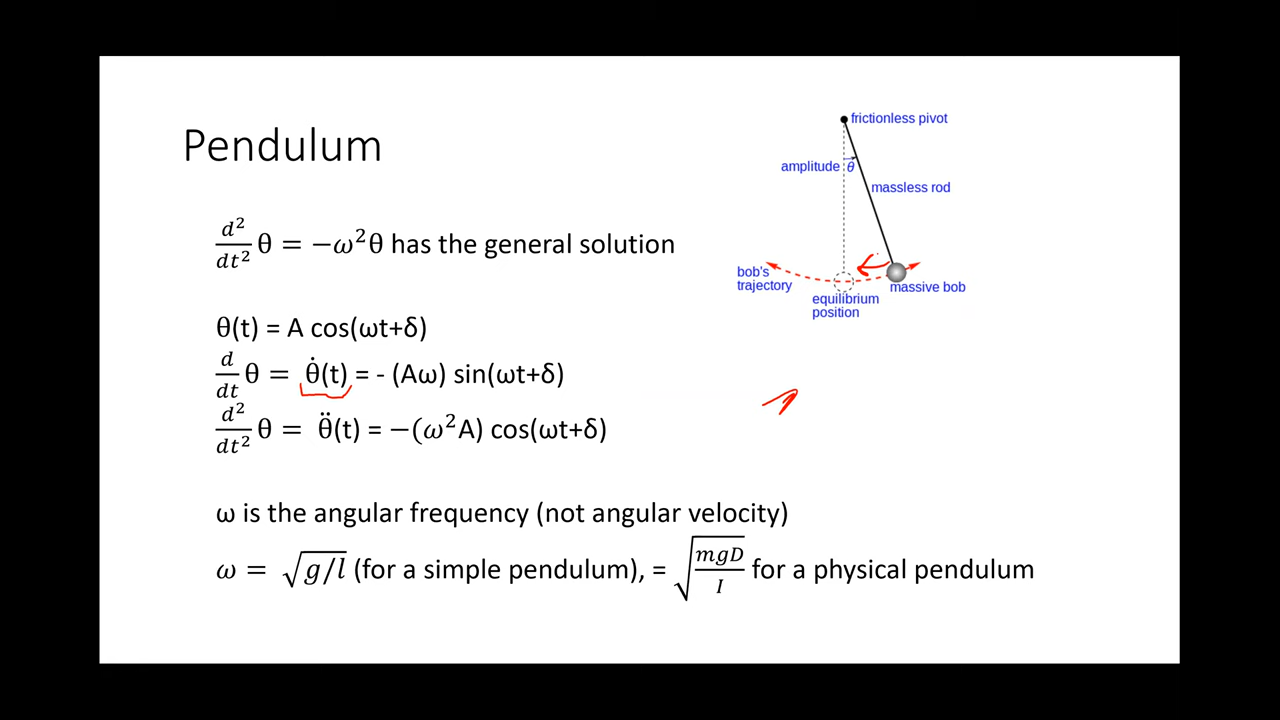 Pendulum
d²/dt² θ = −ω²θ has the general solution
θ(t) = A cos(ωt+δ)
d/dt θ = θ̇(t) = - (Aω) sin(ωt+δ)
d²/dt² θ = θ̈(t) = −(ω²A) cos(ωt+δ)
ω is the angular frequency (not angular velocity)
ω = √g/l (for a simple pendulum), = √mgD/I for a physical pendulum
frictionless pivot
amplitude θ
massless rod
bob's
trajectory
massive bob
equilibrium
position